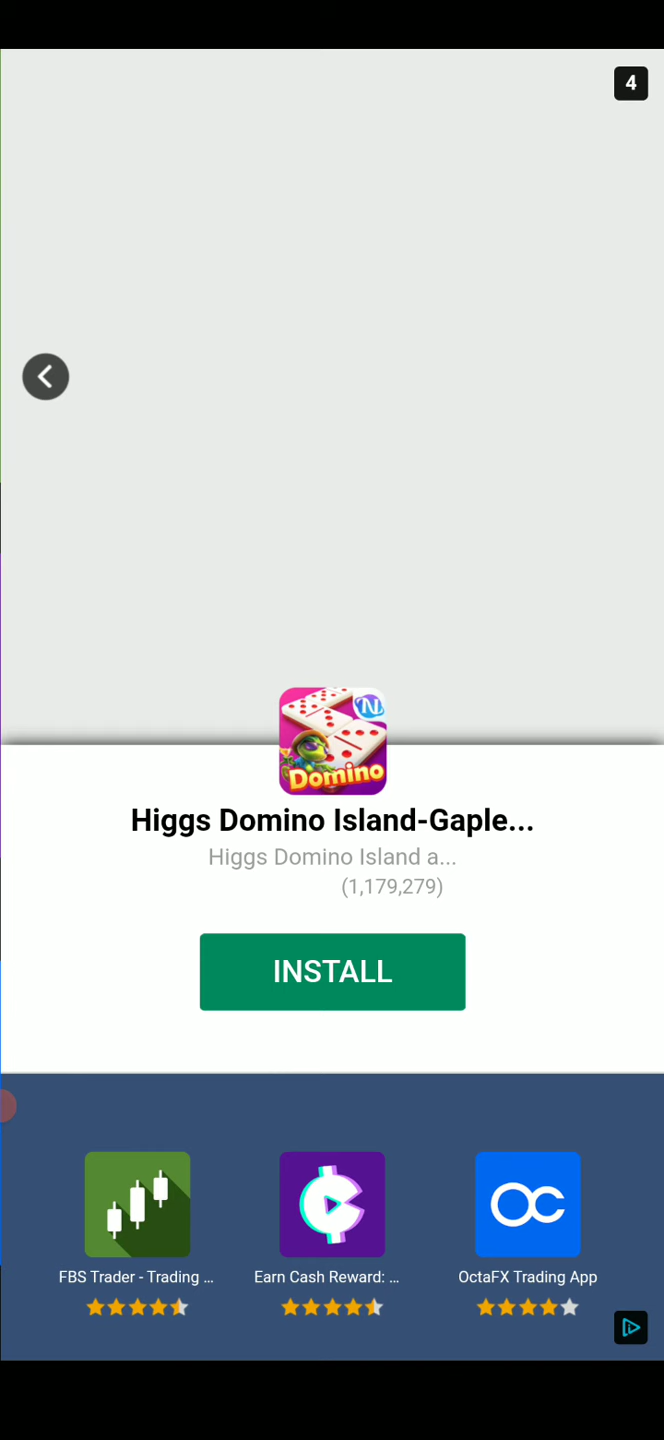 4
N
Domino
Higgs Domino Island-Gaple...
Higgs Domino Island a...
(1,179,279)
INSTALL
FBS Trader - Trading ...
Earn Cash Reward: ...
OctaFX Trading App